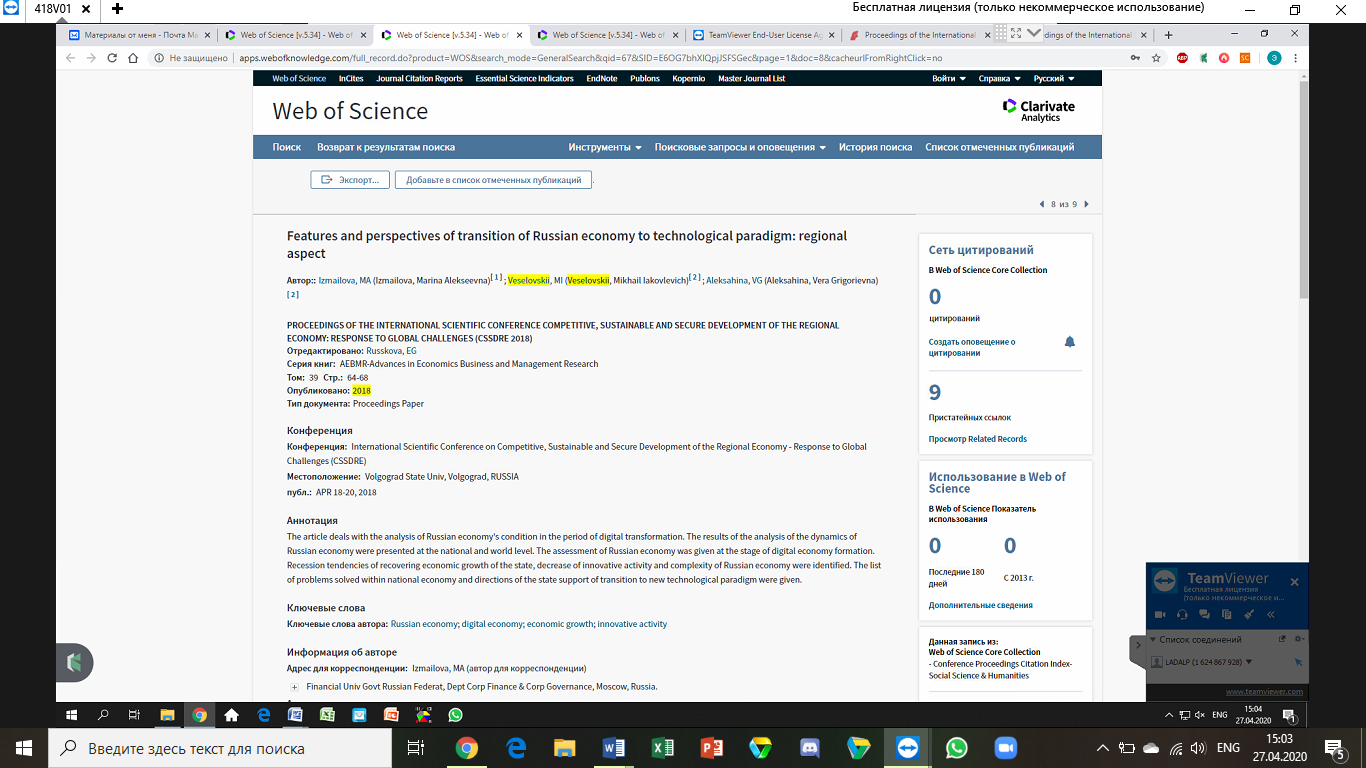 418V01
Бесплатная лицензия (только некоммерческое использование)
Материалы от меня - Почта Ma
Web of Science [v.5.34] - Web of
Web of Science [v.5.34] - Web of
Web of Science [v.5.34] - Web of
TeamViewer End-User License Ag
Proceedings of the International
dings of the International
Не защищено
apps.webofknowledge.com/full_record.do?product=WOS&search_mode=GeneralSearch&qid=67&SID=E6OG7bhXIQpjJSFSGec&page=1&doc=8&cacheurlFromRightClick=no
Web of Science InCites Journal Citation Reports Essential Science Indicators EndNote Publons Kopernio Master Journal List Войти Справка Русский
Web of Science
Clarivate
Analytics
Поиск Возврат к результатам поиска Инструменты Поисковые запросы и оповещения История поиска Список отмеченных публикаций
Экспорт... Добавьте в список отмеченных публикаций .
8 из 9
Features and perspectives of transition of Russian economy to technological paradigm: regional
aspect
Автор:: Izmailova, MA (Izmailova, Marina Alekseevna)[ 1 ] ; Veselovskii, MI (Veselovskii, Mikhail Iakovlevich)[ 2 ] ; Aleksahina, VG (Aleksahina, Vera Grigorievna)
[ 2 ]
PROCEEDINGS OF THE INTERNATIONAL SCIENTIFIC CONFERENCE COMPETITIVE, SUSTAINABLE AND SECURE DEVELOPMENT OF THE REGIONAL
ECONOMY: RESPONSE TO GLOBAL CHALLENGES (CSSDRE 2018)
Отредактировано: Russkova, EG
Серия книг: AEBMR-Advances in Economics Business and Management Research
Том: 39 Стр.: 64-68
Опубликовано: 2018
Тип документа: Proceedings Paper
Конференция
Конференция: International Scientific Conference on Competitive, Sustainable and Secure Development of the Regional Economy - Response to Global
Challenges (CSSDRE)
Местоположение: Volgograd State Univ, Volgograd, RUSSIA
публ.: APR 18-20, 2018
Аннотация
The article deals with the analysis of Russian economy's condition in the period of digital transformation. The results of the analysis of the dynamics of
Russian economy were presented at the national and world level. The assessment of Russian economy was given at the stage of digital economy formation.
Recession tendencies of recovering economic growth of the state, decrease of innovative activity and complexity of Russian economy were identified. The list
of problems solved within national economy and directions of the state support of transition to new technological paradigm were given.
Ключевые слова
Ключевые слова автора: Russian economy; digital economy; economic growth; innovative activity
Информация об авторе
Адрес для корреспонденции: Izmailova, MA (автор для корреспонденции)
Financial Univ Govt Russian Federat, Dept Corp Finance & Corp Governance, Moscow, Russia.
Сеть цитирований
В Web of Science Core Collection
0
цитирований
Создать оповещение о
цитировании
9
Пристатейных ссылок
Просмотр Related Records
Использование в Web of
Science
В Web of Science Показатель
использования
0 0
Последние 180
дней
С 2013 г.
Дополнительные сведения
Данная запись из:
Web of Science Core Collection
- Conference Proceedings Citation Index-
Social Science & Humanities
TeamViewer
Бесплатная лицензия
(только некоммерческое и...
Список соединений
LADALP (1 624 867 928)
www.teamviewer.com
ENG
15:04
27.04.2020
1
Введите здесь текст для поиска
ENG
15:03
27.04.2020
5